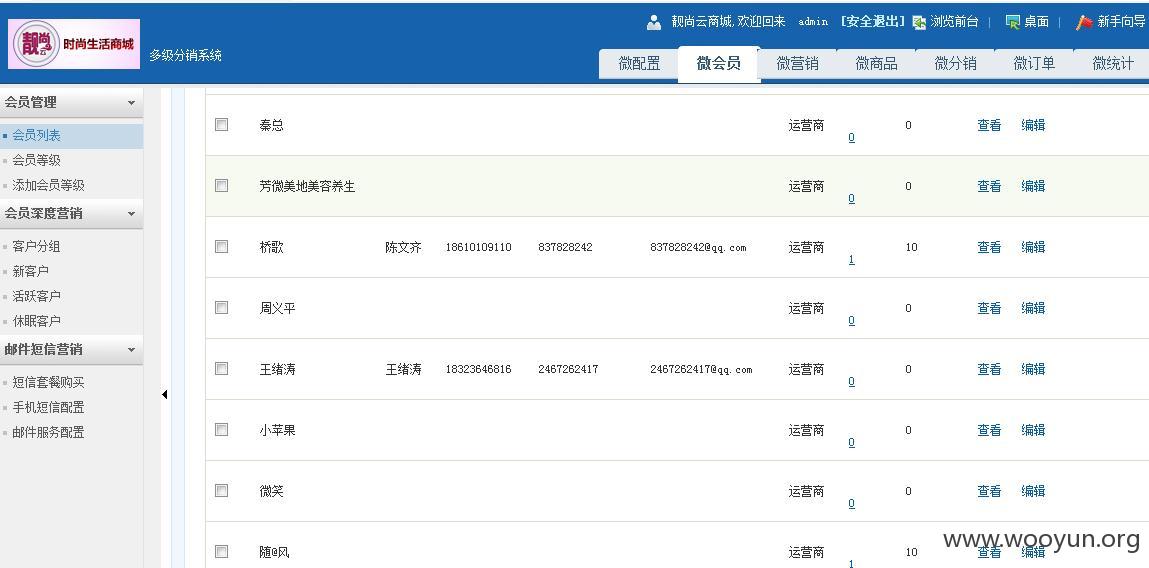 靓尚云 时尚生活商城
多级分销系统
靓尚云商城,欢迎回来 admin [安全退出] 浏览前台 | 桌面 | 新手向导
微配置 微会员 微营销 微商品 微分销 微订单 微统计
会员管理
会员列表
会员等级
添加会员等级
会员深度营销
客户分组
新客户
活跃客户
休眠客户
邮件短信营销
短信套餐购买
手机短信配置
邮件服务配置
秦总 运营商 0 0 查看 编辑
芳微美地美容养生 运营商 0 0 查看 编辑
桥歌 陈文齐 18610109110 837828242 837828242@qq.com 运营商 1 10 查看 编辑
周义平 运营商 0 0 查看 编辑
王绪涛 王绪涛 18323646816 2467262417 2467262417@qq.com 运营商 0 0 查看 编辑
小苹果 运营商 0 0 查看 编辑
微笑 运营商 0 0 查看 编辑
随@风 运营商 1 10 查看 编辑
www.wooyun.org